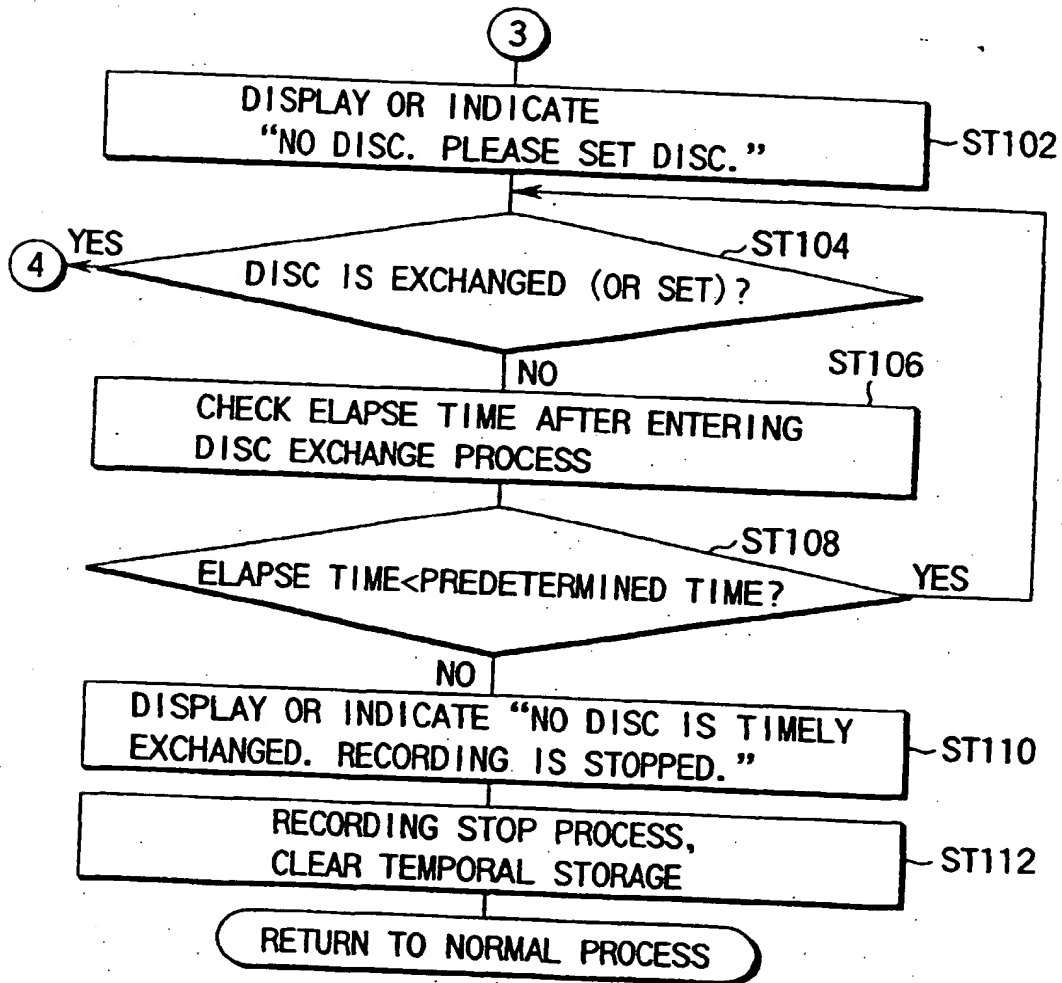 3
DISPLAY OR INDICATE
“NO DISC. PLEASE SET DISC.”
ST102
YES
ST104
4
DISC IS EXCHANGED (OR SET)?
NO
ST106
CHECK ELAPSE TIME AFTER ENTERING
DISC EXCHANGE PROCESS
ST108
ELAPSE TIME<PREDETERMINED TIME?
YES
NO
DISPLAY OR INDICATE “NO DISC IS TIMELY
EXCHANGED. RECORDING IS STOPPED.”
ST110
RECORDING STOP PROCESS,
CLEAR TEMPORAL STORAGE
ST112
RETURN TO NORMAL PROCESS